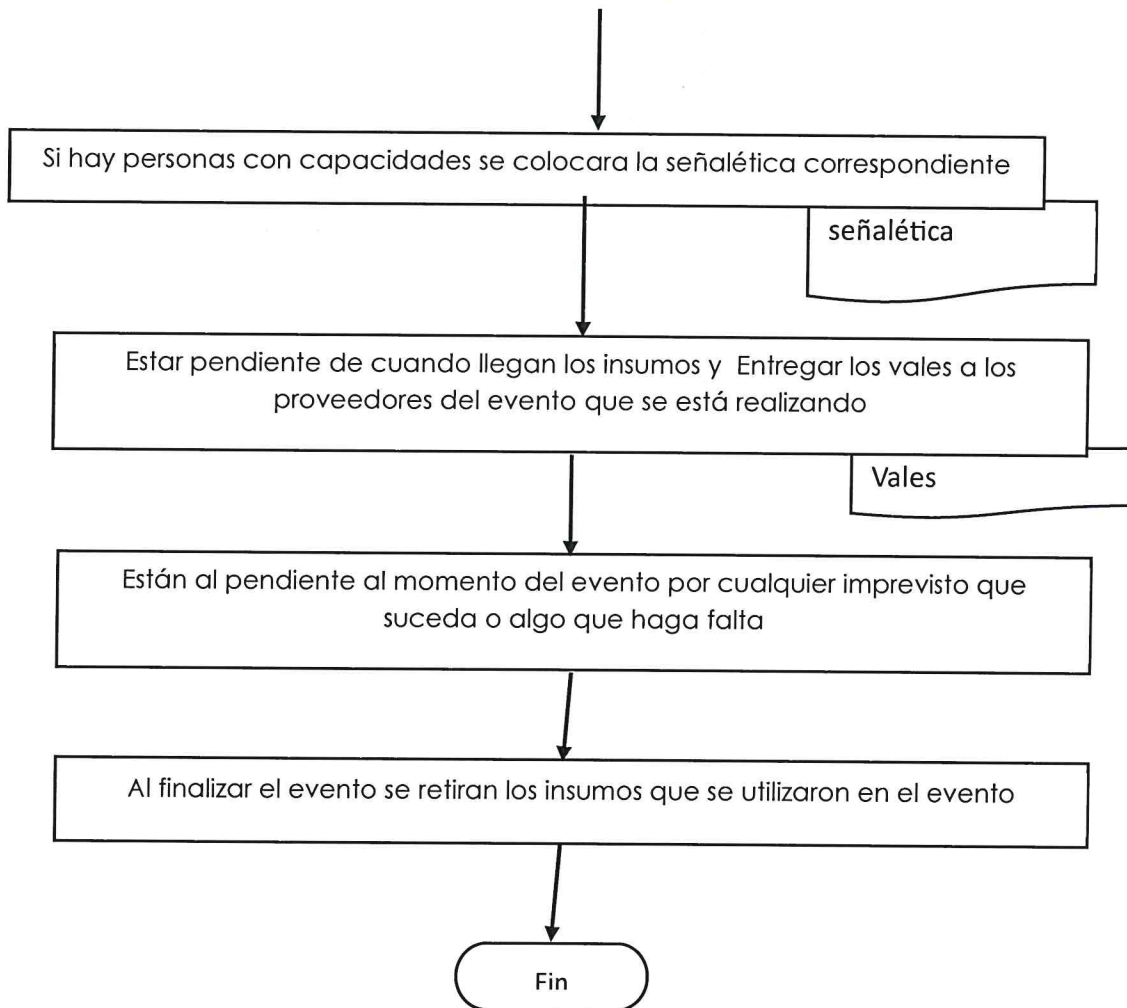 Si hay personas con capacidades se colocara la señalética correspondiente
señalética
Estar pendiente de cuando llegan los insumos y Entregar los vales a los
proveedores del evento que se está realizando
Vales
Están al pendiente al momento del evento por cualquier imprevisto que
suceda o algo que haga falta
Al finalizar el evento se retiran los insumos que se utilizaron en el evento
Fin